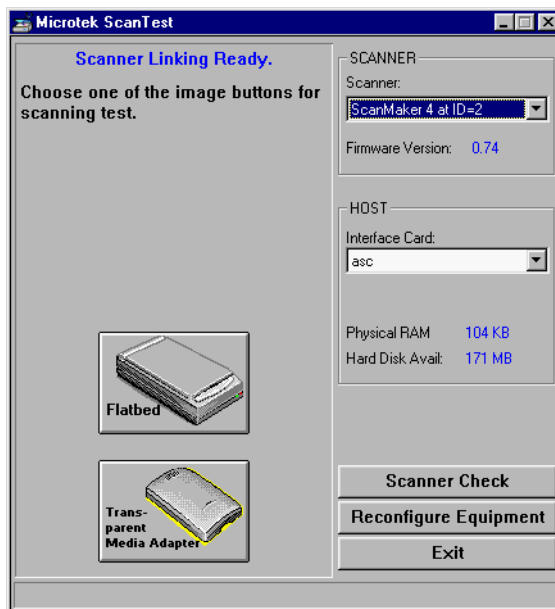 Microtek ScanTest
Scanner Linking Ready.
Choose one of the image buttons for
scanning test.
Flatbed
Trans-
parent
Media Adapter
SCANNER
Scanner:
ScanMaker 4 at ID=2
Firmware Version: 0.74
HOST
Interface Card:
asc
Physical RAM 104 KB
Hard Disk Avail: 171 MB
Scanner Check
Reconfigure Equipment
Exit